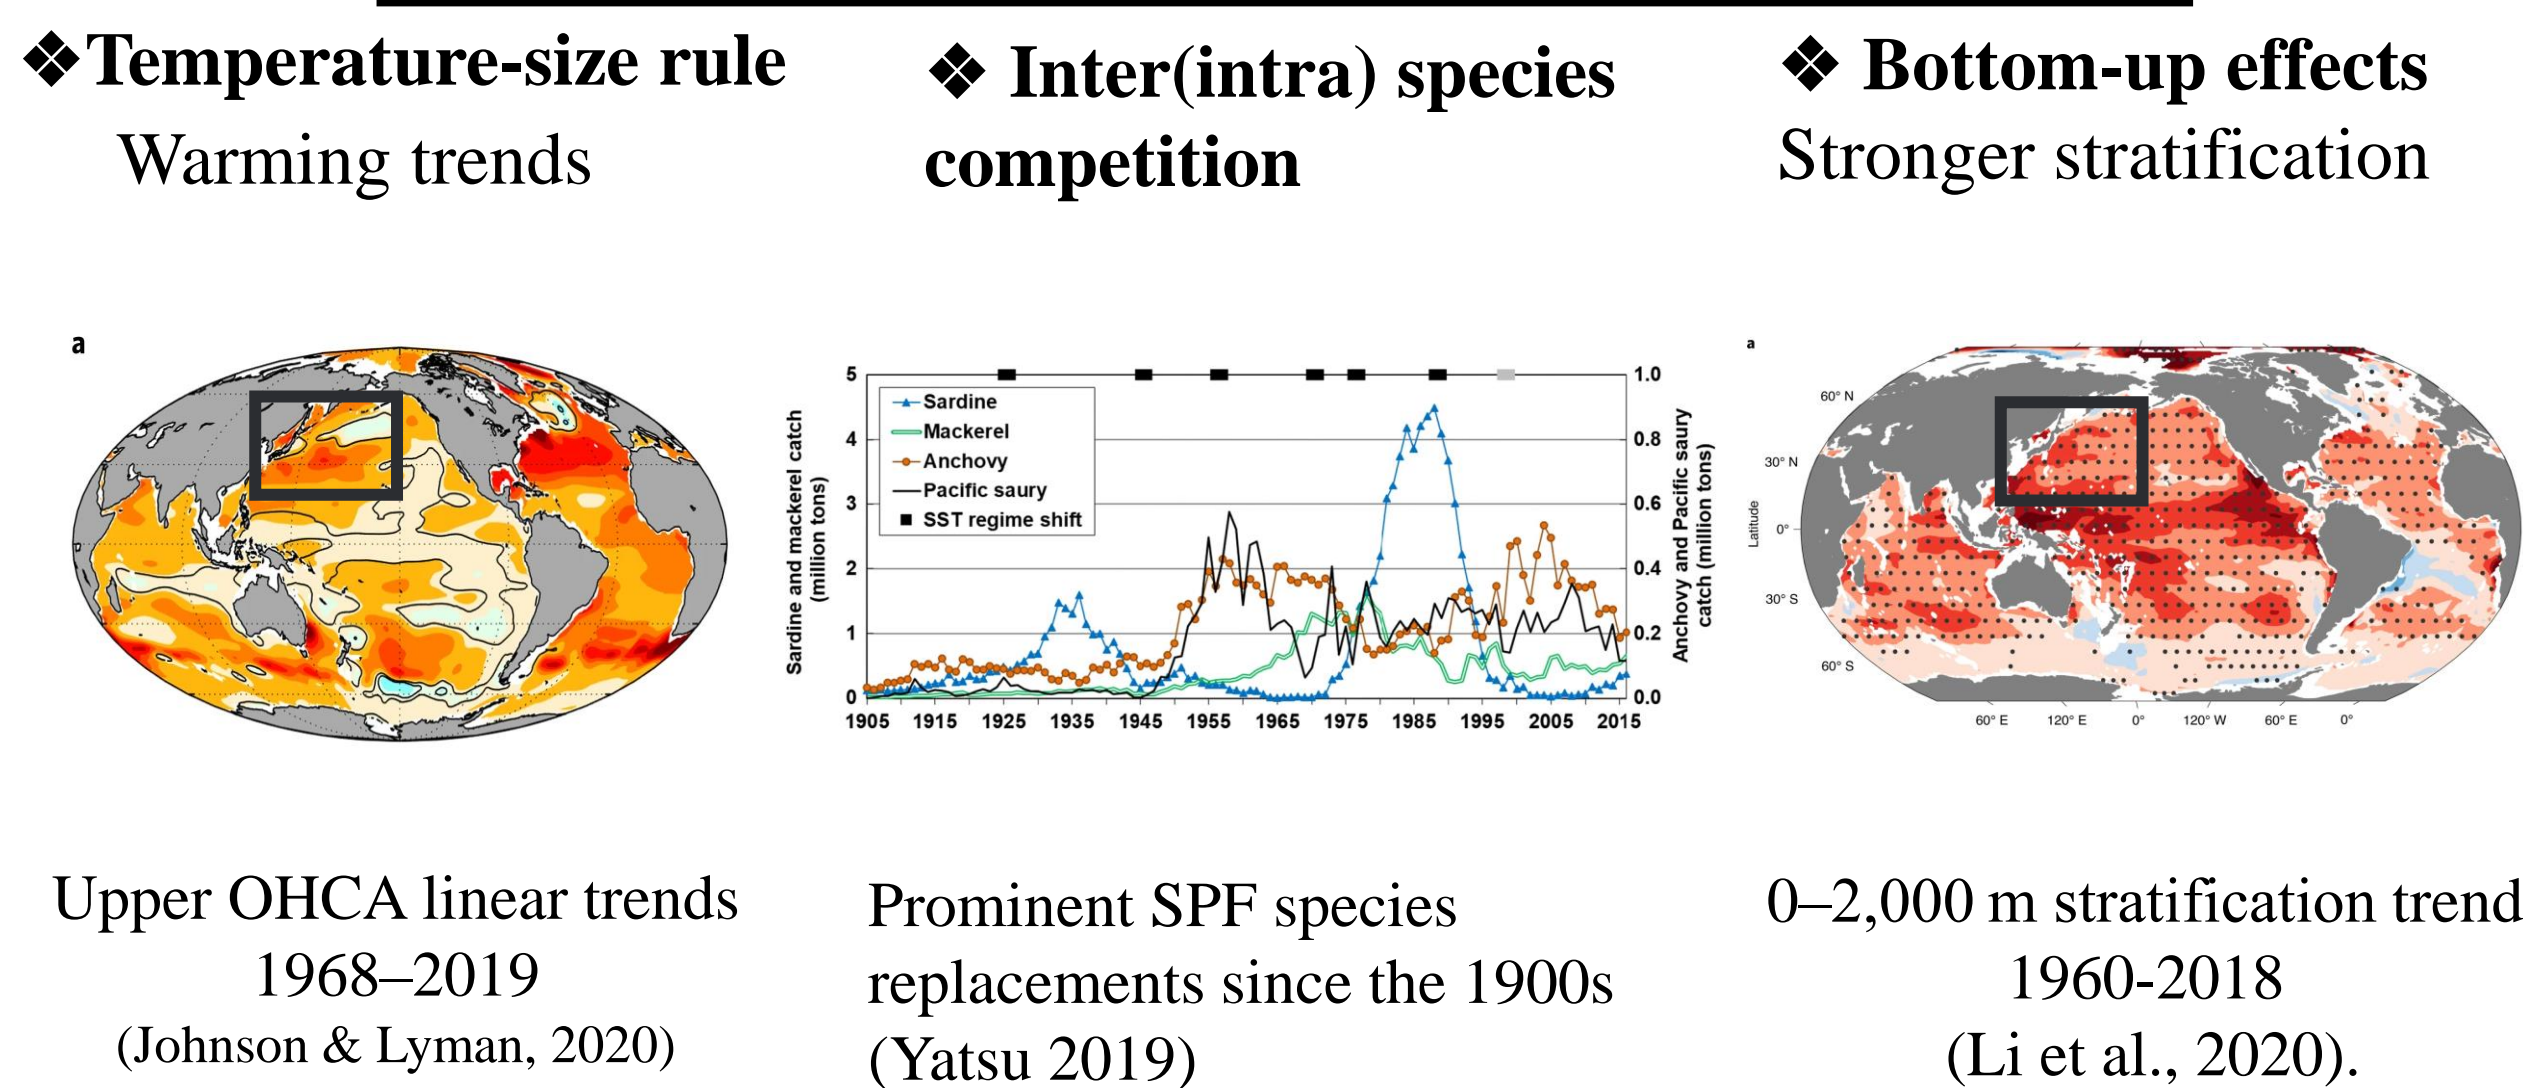 ❖Temperature-size rule
Warming trends
❖ Inter(intra) species
competition
❖ Bottom-up effects
Stronger stratification
a
Sardine and mackerel catch
(million tons)
5
4
3
2
1
0
Sardine
Mackerel
Anchovy
Pacific saury
SST regime shift
1.0
0.8
0.6
0.4
0.2
0.0
Anchovy and Pacific saury
catch (million tons)
1905 1915 1925 1935 1945 1955 1965 1975 1985 1995 2005 2015
a
Latitude
60° N
30° N
0°
30° S
60° S
60° E 120° E 0° 120° W 60° E 0°
Upper OHCA linear trends
1968–2019
(Johnson & Lyman, 2020)
Prominent SPF species
replacements since the 1900s
(Yatsu 2019)
0–2,000 m stratification trend
1960-2018
(Li et al., 2020).